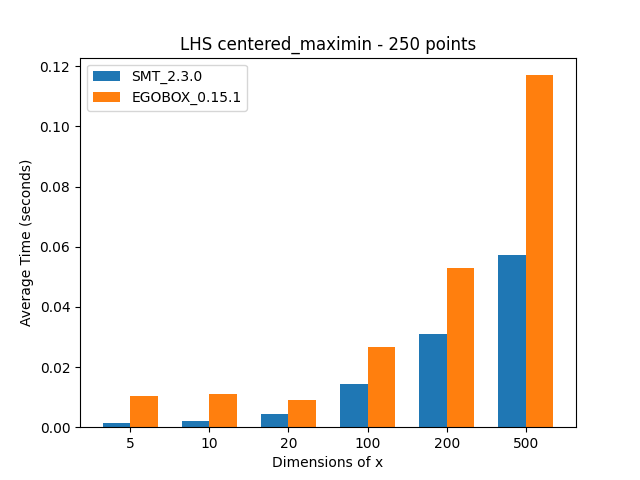 LHS centered_maximin - 250 points
SMT_2.3.0
EGOBOX_0.15.1
Average Time (seconds)
0.12
0.10
0.08
0.06
0.04
0.02
0.00
5 10 20 100 200 500
Dimensions of x